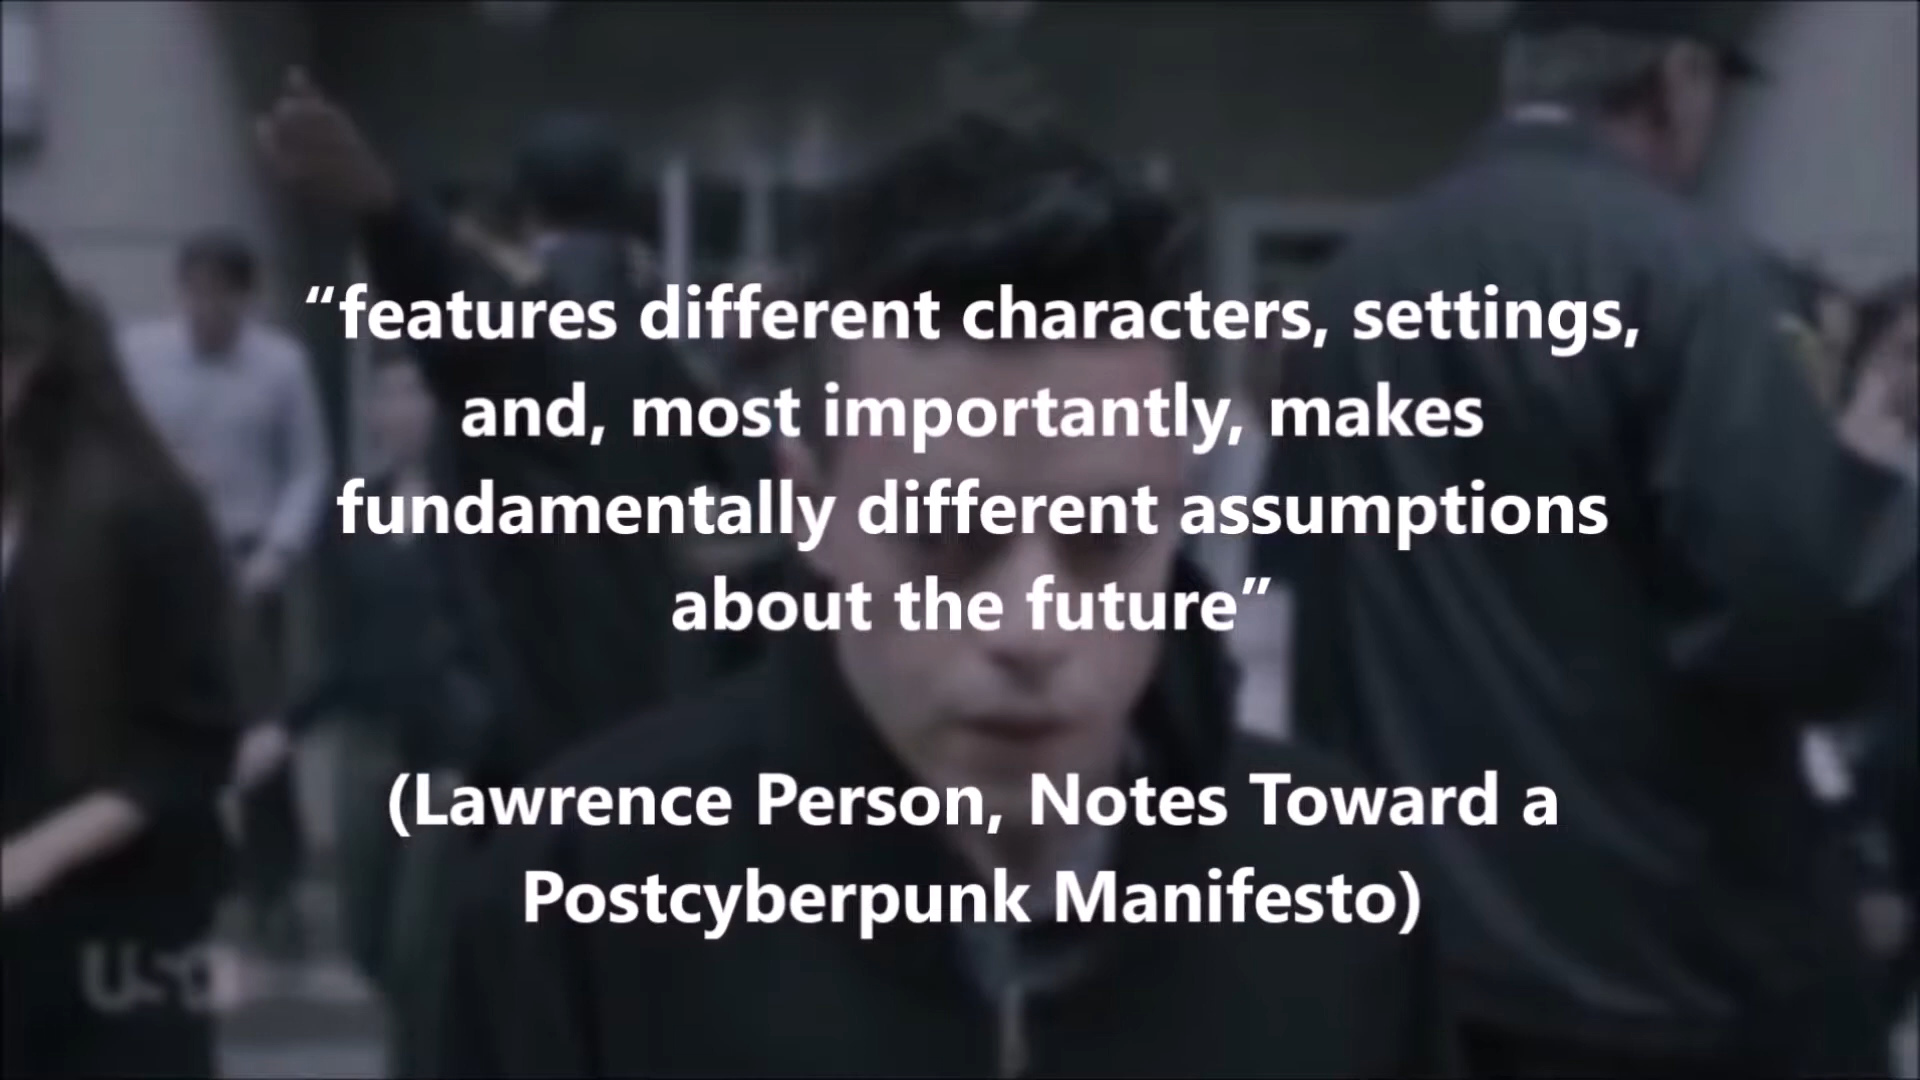 “features different characters, settings,
and, most importantly, makes
fundamentally different assumptions
about the future”
(Lawrence Person, Notes Toward a
Postcyberpunk Manifesto)
USA